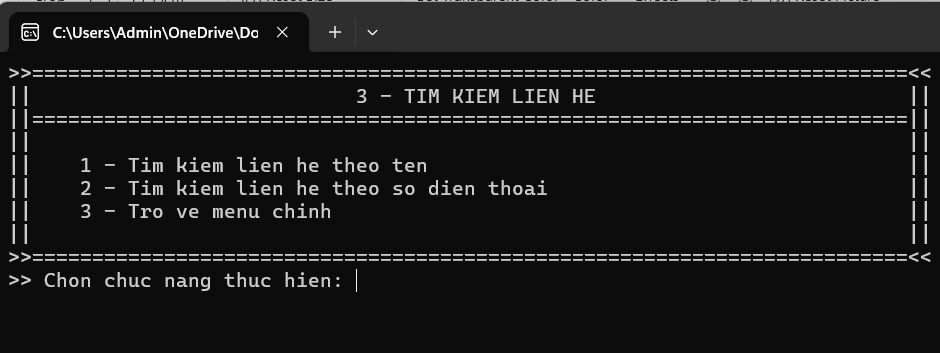 C:\Users\Admin\OneDrive\Do
>>=========================================================================<<
|| 3 - TIM KIEM LIEN HE ||
||=========================================================================||
|| ||
|| 1 - Tim kiem lien he theo ten ||
|| 2 - Tim kiem lien he theo so dien thoai ||
|| 3 - Tro ve menu chinh ||
|| ||
>>=========================================================================<<
>> Chon chuc nang thuc hien: